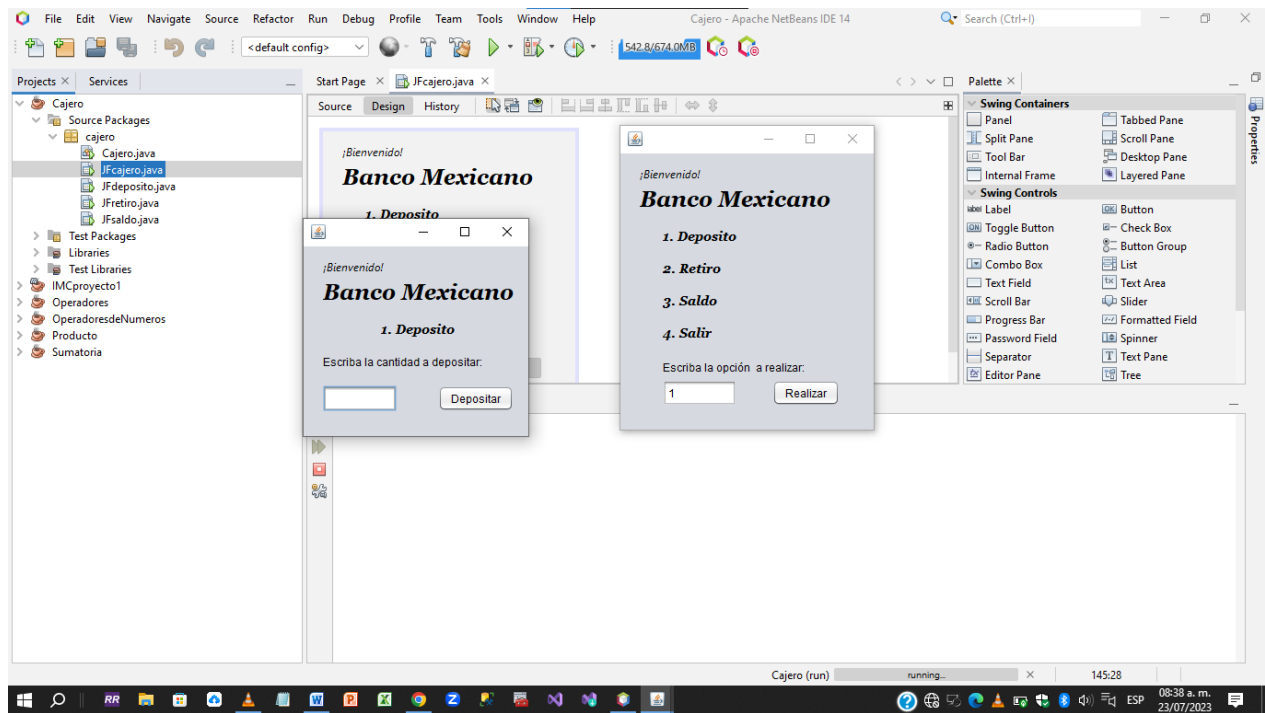 File Edit View Navigate Source Refactor Run Debug Profile Team Tools Window Help
Cajero - Apache NetBeans IDE 14
Search (Ctrl+I)
<default config>
542.8/674.0MB
Projects
Services
Cajero
Source Packages
cajero
Cajero.java
JFcajero.java
JFdeposito.java
JFretiro.java
JFsaldo.java
Test Packages
Libraries
Test Libraries
IMCproyecto1
Operadores
OperadoresdeNumeros
Producto
Sumatoria
Start Page
JFcajero.java
Source Design History
¡Bienvenido!
Banco Mexicano
1. Deposito
¡Bienvenido!
Banco Mexicano
1. Deposito
Escriba la cantidad a depositar:
Depositar
¡Bienvenido!
Banco Mexicano
1. Deposito
2. Retiro
3. Saldo
4. Salir
Escriba la opción a realizar:
1
Realizar
Palette
Swing Containers
Panel Tabbed Pane
Split Pane Scroll Pane
Tool Bar Desktop Pane
Internal Frame Layered Pane
Swing Controls
label Label OK Button
ON Toggle Button Check Box
Radio Button Button Group
Combo Box List
Text Field Text Area
Scroll Bar Slider
Progress Bar Formatted Field
Password Field Spinner
Separator Text Pane
Editor Pane Tree
Properties
Cajero (run)
running...
145:28
RR
ESP
08:38 a. m.
23/07/2023